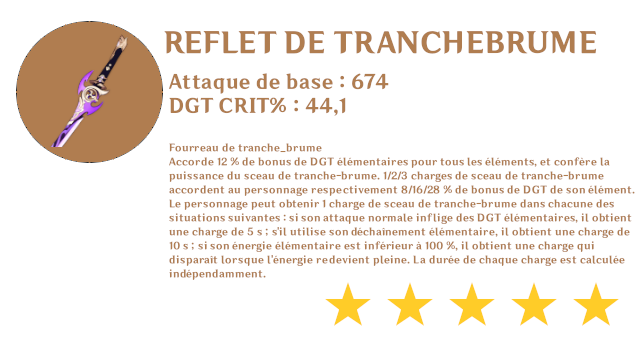 REFLET DE TRANCHEBRUME
Attaque de base : 674
DGT CRIT% : 44,1
Fourreau de tranche_brume
Accorde 12 % de bonus de DGT élémentaires pour tous les éléments, et confère la
puissance du sceau de tranche-brume. 1/2/3 charges de sceau de tranche-brume
accordent au personnage respectivement 8/16/28 % de bonus de DGT de son élément.
Le personnage peut obtenir 1 charge de sceau de tranche-brume dans chacune des
situations suivantes : si son attaque normale inflige des DGT élémentaires, il obtient
une charge de 5 s ; s'il utilise son déchaînement élémentaire, il obtient une charge de
10 s ; si son énergie élémentaire est inférieur à 100 %, il obtient une charge qui
disparaît lorsque l'énergie redevient pleine. La durée de chaque charge est calculée
indépendamment.